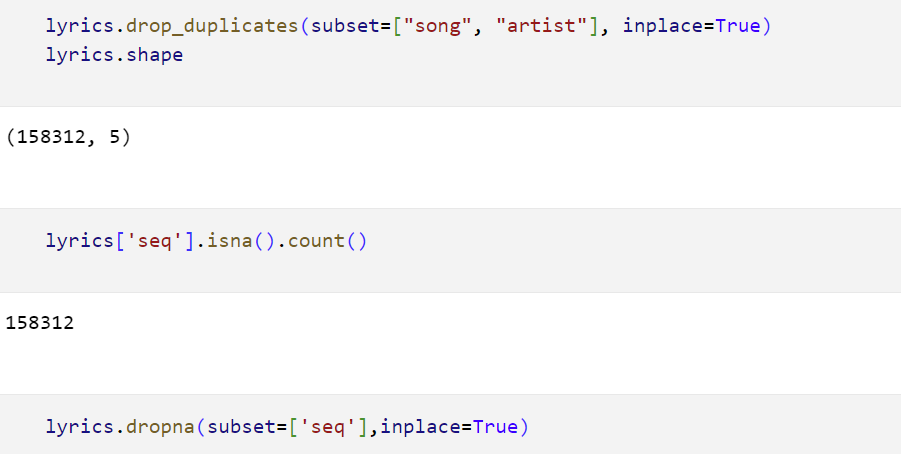 lyrics.drop_duplicates(subset=["song", "artist"], inplace=True)
lyrics.shape
(158312, 5)
lyrics['seq'].isna().count()
158312
lyrics.dropna(subset=['seq'],inplace=True)